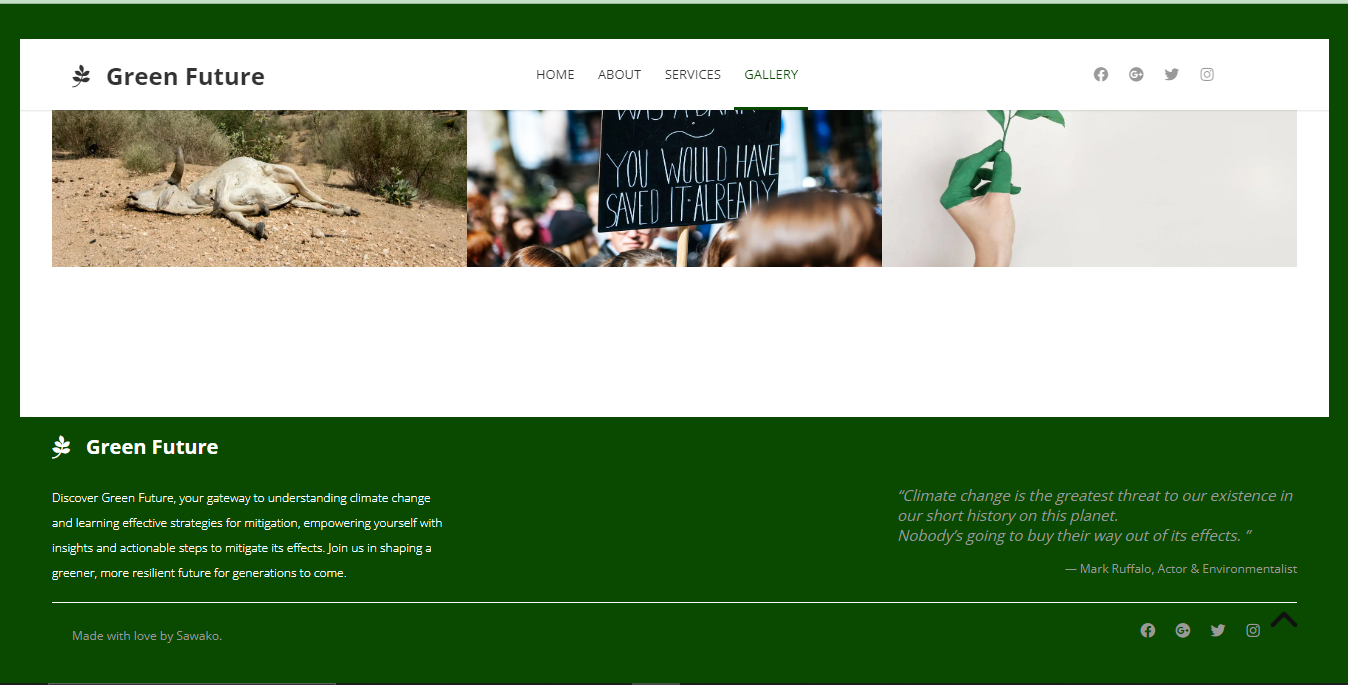 Green Future
HOME ABOUT SERVICES GALLERY
WAS A
YOU WOULD HAVE
SAVED IT ALREADY
Green Future
Discover Green Future, your gateway to understanding climate change
and learning effective strategies for mitigation, empowering yourself with
insights and actionable steps to mitigate its effects. Join us in shaping a
greener, more resilient future for generations to come.
“Climate change is the greatest threat to our existence in
our short history on this planet.
Nobody’s going to buy their way out of its effects. ”
— Mark Ruffalo, Actor & Environmentalist
Made with love by Sawako.